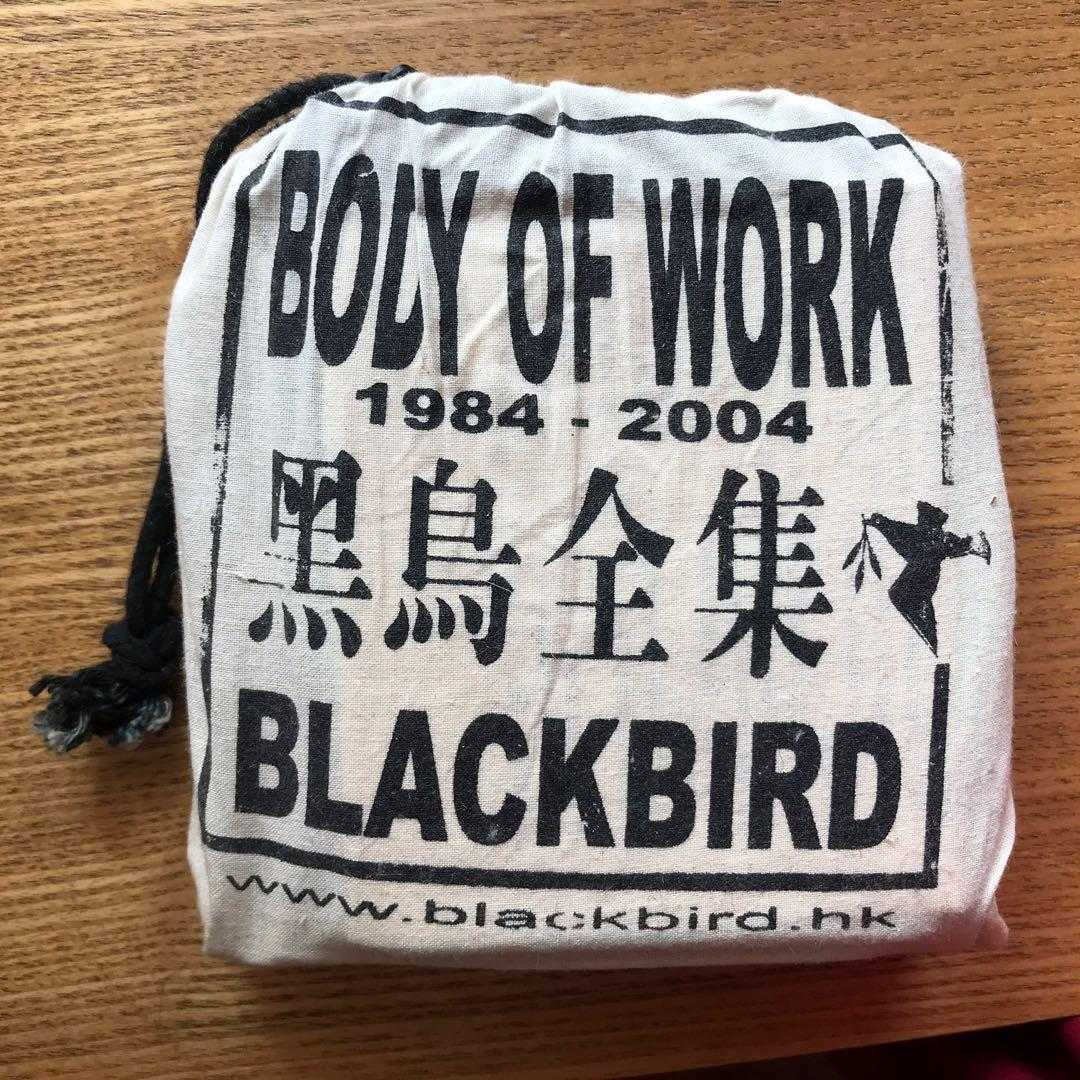 BODY OF WORK
1984 - 2004
黑鳥全集
BLACKBIRD
www.blackbird.hk